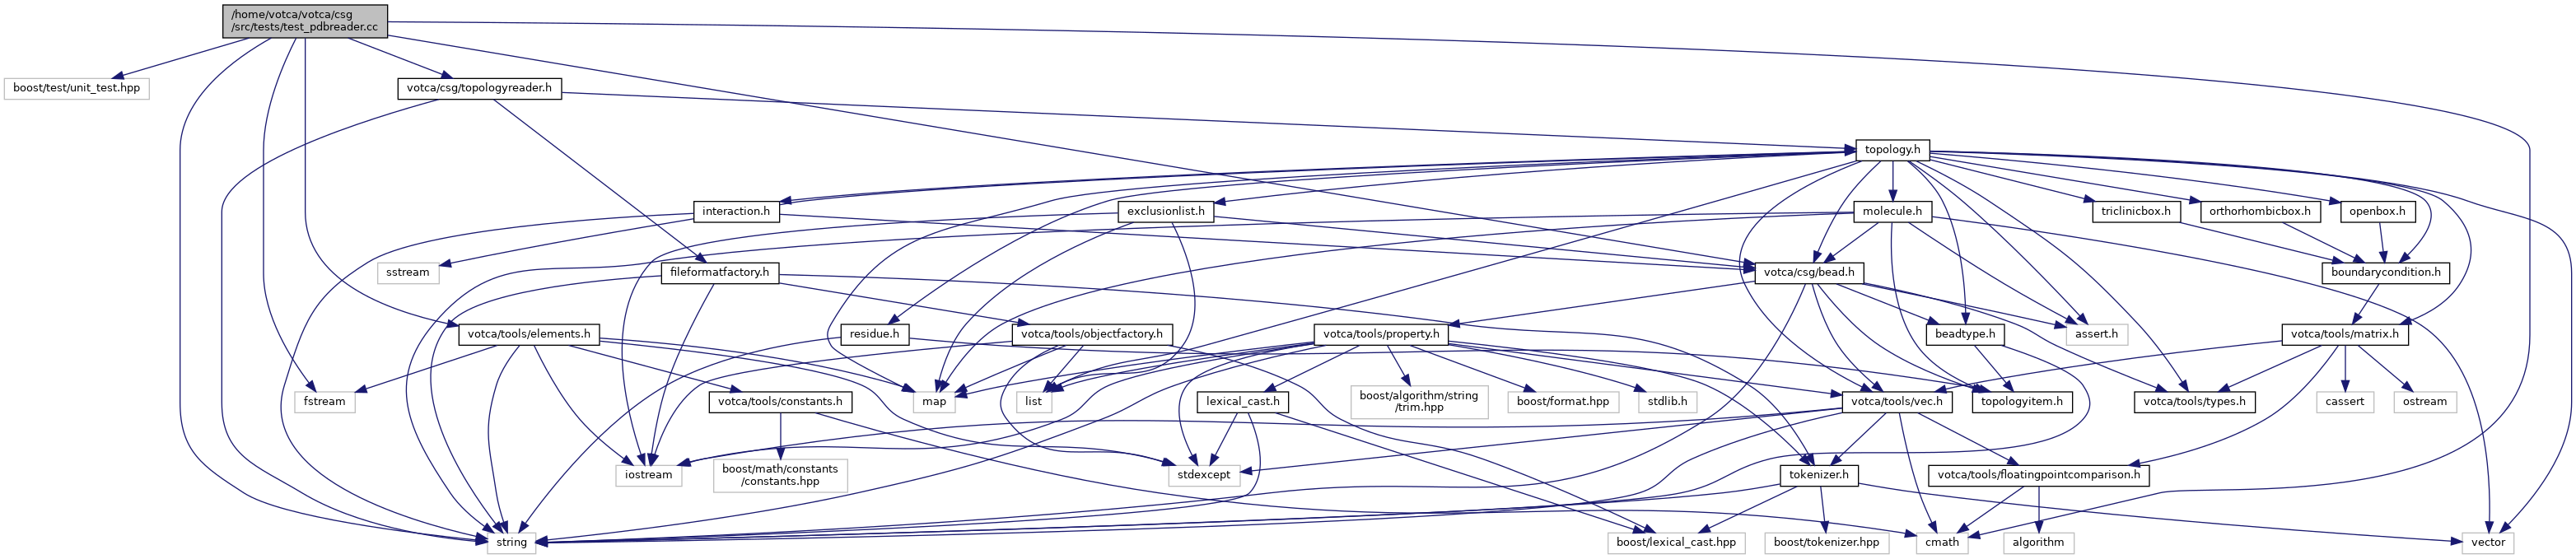 /home/votca/votca/csg
/src/tests/test_pdbreader.cc
boost/test/unit_test.hpp
votca/csg/topologyreader.h
topology.h
interaction.h
exclusionlist.h
molecule.h
triclinicbox.h
orthorhombicbox.h
openbox.h
sstream
fileformatfactory.h
votca/csg/bead.h
boundarycondition.h
votca/tools/elements.h
residue.h
votca/tools/objectfactory.h
votca/tools/property.h
beadtype.h
assert.h
votca/tools/matrix.h
fstream
votca/tools/constants.h
map
list
lexical_cast.h
boost/algorithm/string
/trim.hpp
boost/format.hpp
stdlib.h
votca/tools/vec.h
topologyitem.h
votca/tools/types.h
cassert
ostream
iostream
boost/math/constants
/constants.hpp
stdexcept
tokenizer.h
votca/tools/floatingpointcomparison.h
string
boost/lexical_cast.hpp
boost/tokenizer.hpp
cmath
algorithm
vector